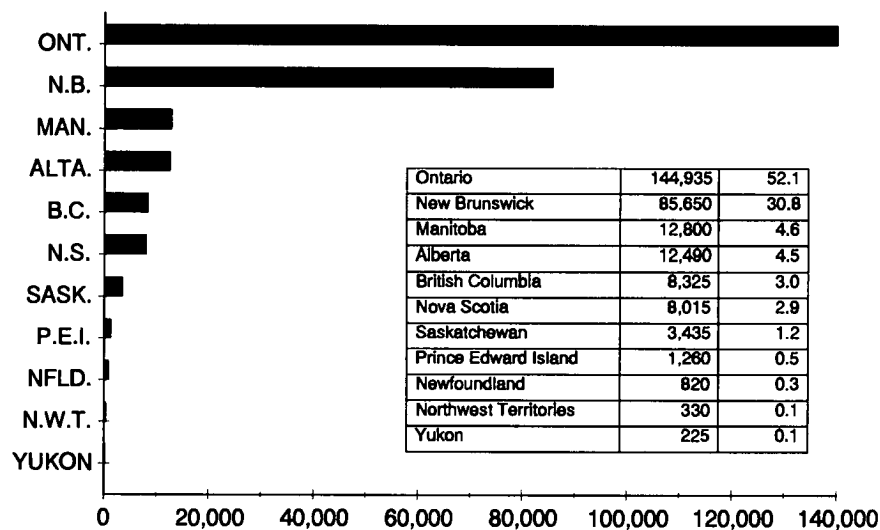 ONT.
N.B.
MAN.
ALTA.
B.C.
N.S.
SASK.
P.E.I.
NFLD.
N.W.T.
YUKON
Ontario 144,935 52.1
New Brunswick 85,650 30.8
Manitoba 12,800 4.6
Alberta 12,490 4.5
British Columbia 8,325 3.0
Nova Scotia 8,015 2.9
Saskatchewan 3,435 1.2
Prince Edward Island 1,260 0.5
Newfoundland 820 0.3
Northwest Territories 330 0.1
Yukon 225 0.1
0 20,000 40,000 60,000 80,000 100,000 120,000 140,000